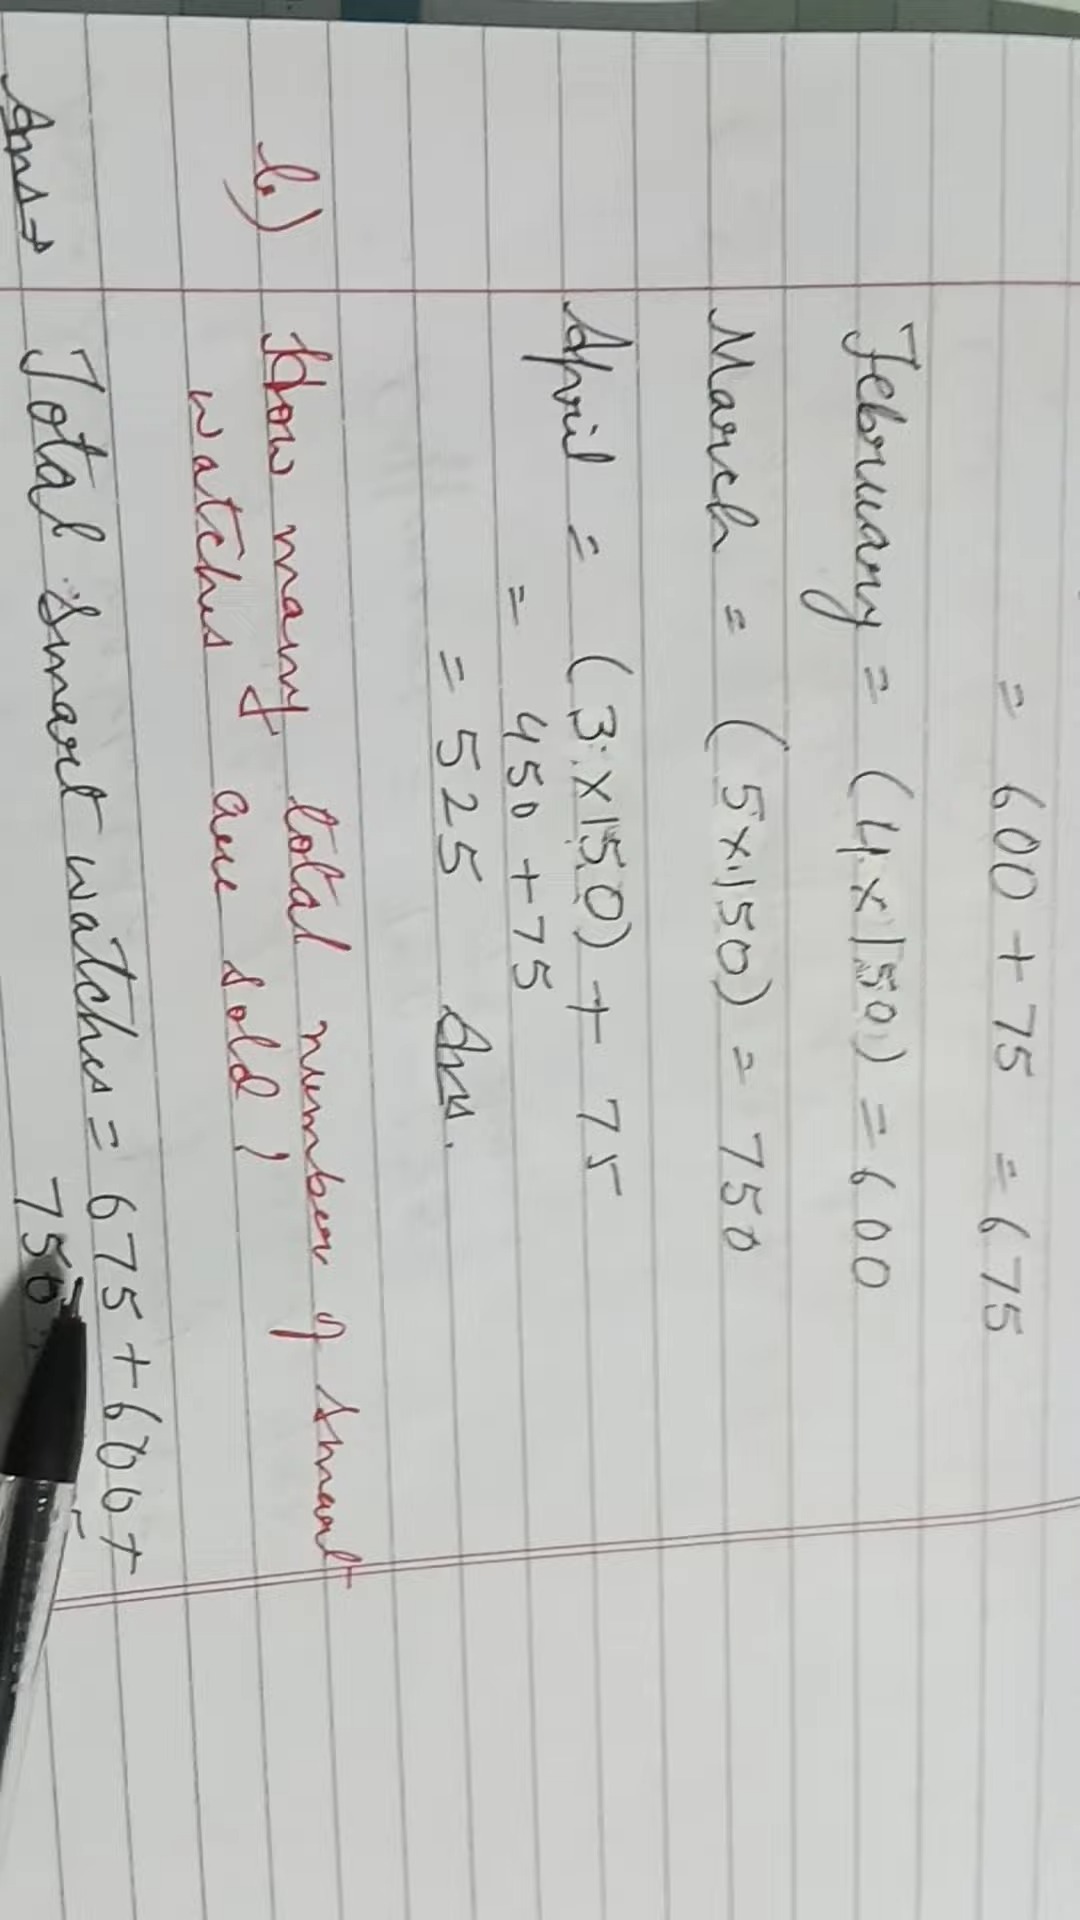 = 600 + 75 = 675
February = (4 x 150) = 600
March = (5 x 150) = 750
April = (3 x 150) + 75
= 450 + 75
= 525 Ans.
b.) How many total number of smart
watches are sold?
Ans→ Total smart watches = 675 + 600 +
750